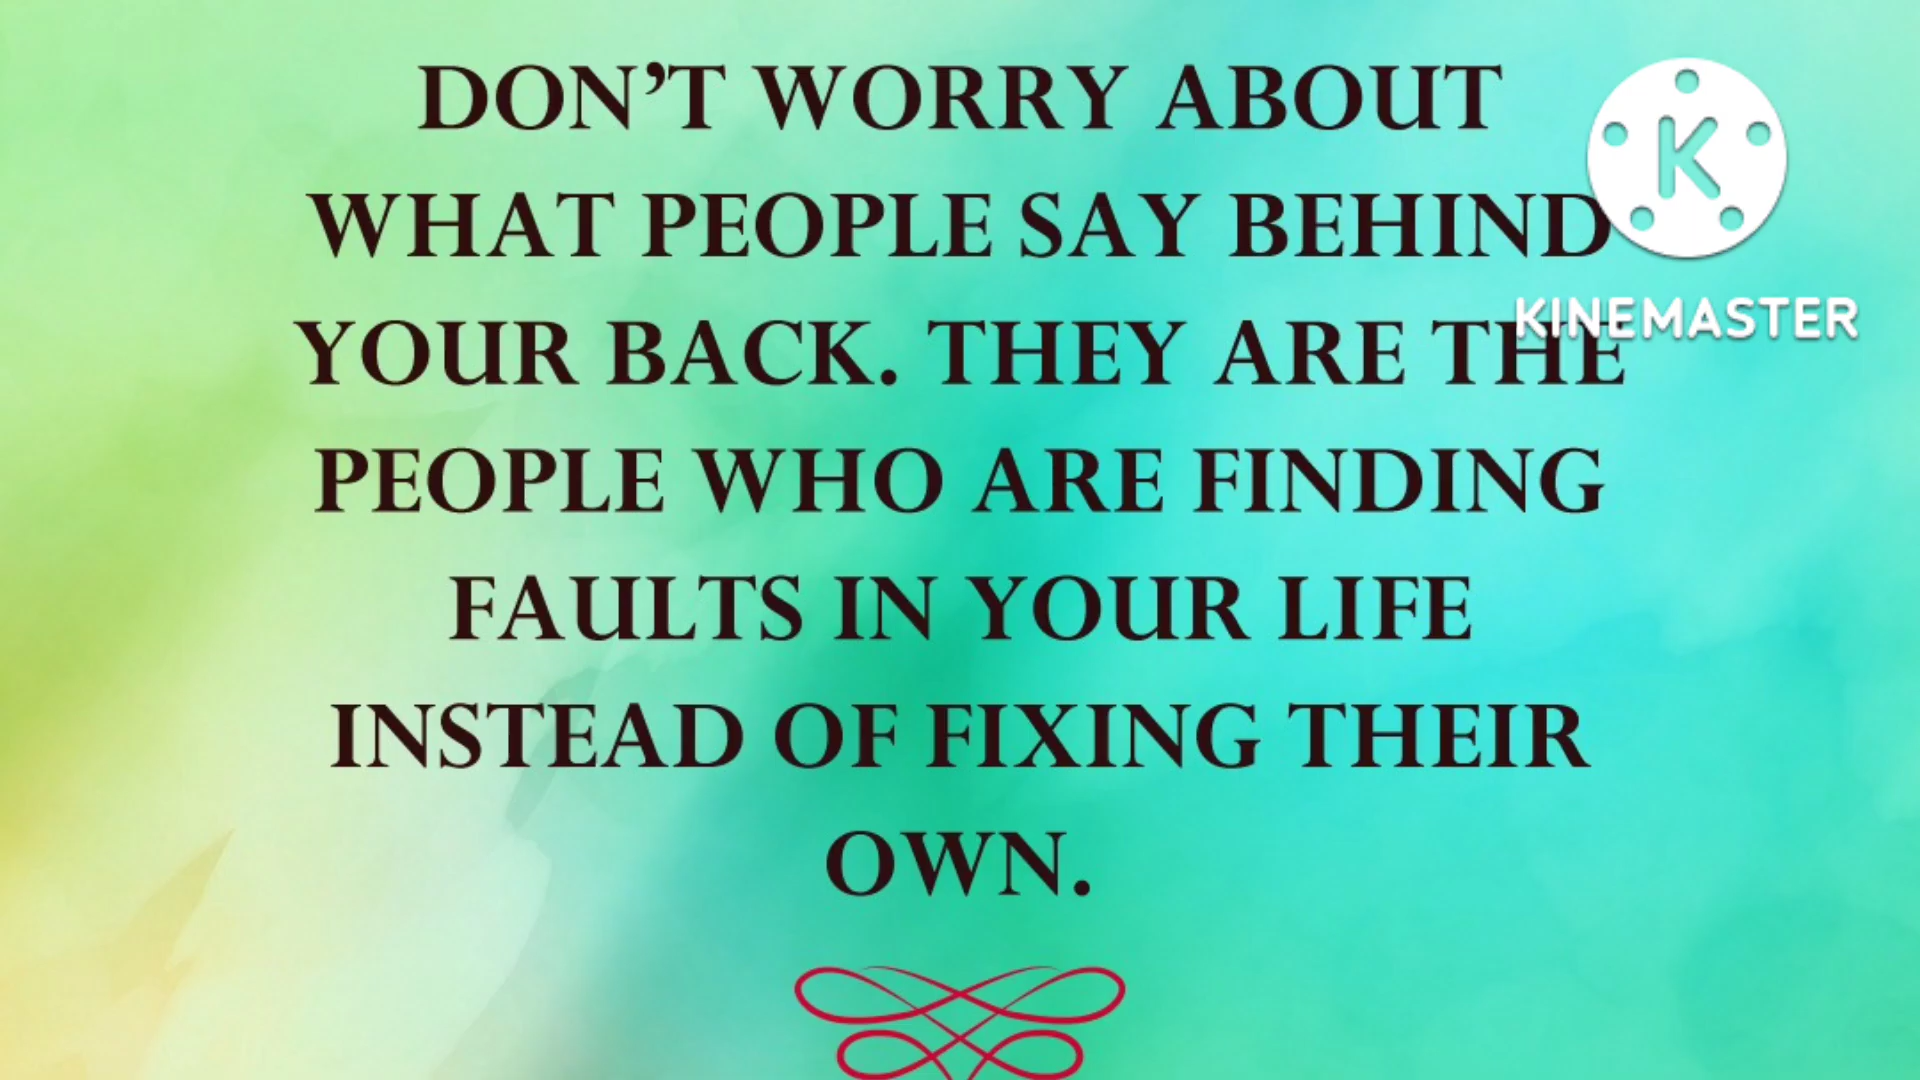 DON'T WORRY ABOUT
WHAT PEOPLE SAY BEHIND
YOUR BACK. THEY ARE THE
PEOPLE WHO ARE FINDING
FAULTS IN YOUR LIFE
INSTEAD OF FIXING THEIR
OWN.
K
KINEMASTER